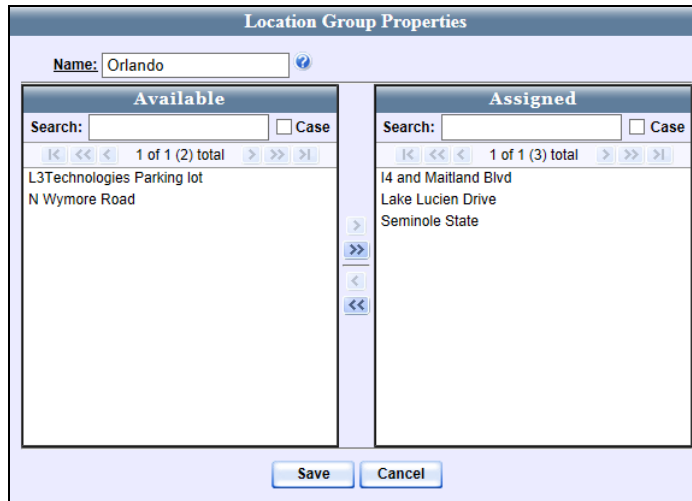 Location Group Properties
Name: Orlando
Available
Search: Case
1 of 1 (2) total
L3Technologies Parking lot
N Wymore Road
Assigned
Search: Case
1 of 1 (3) total
I4 and Maitland Blvd
Lake Lucien Drive
Seminole State
Save Cancel